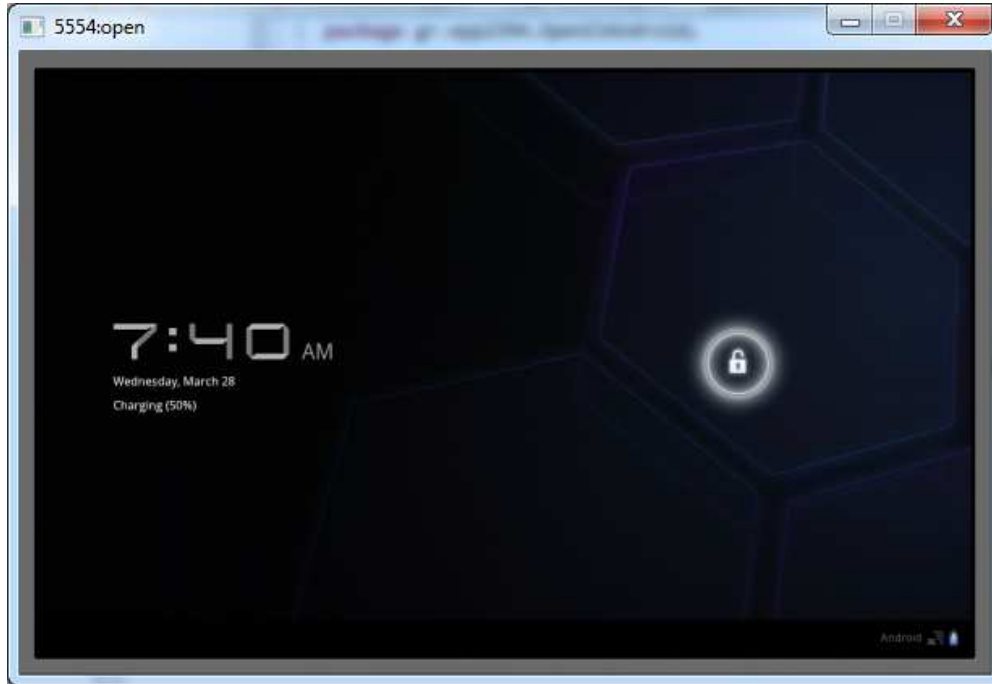 5554:open
7:40 AM
Wednesday, March 28
Charging (50%)
Android